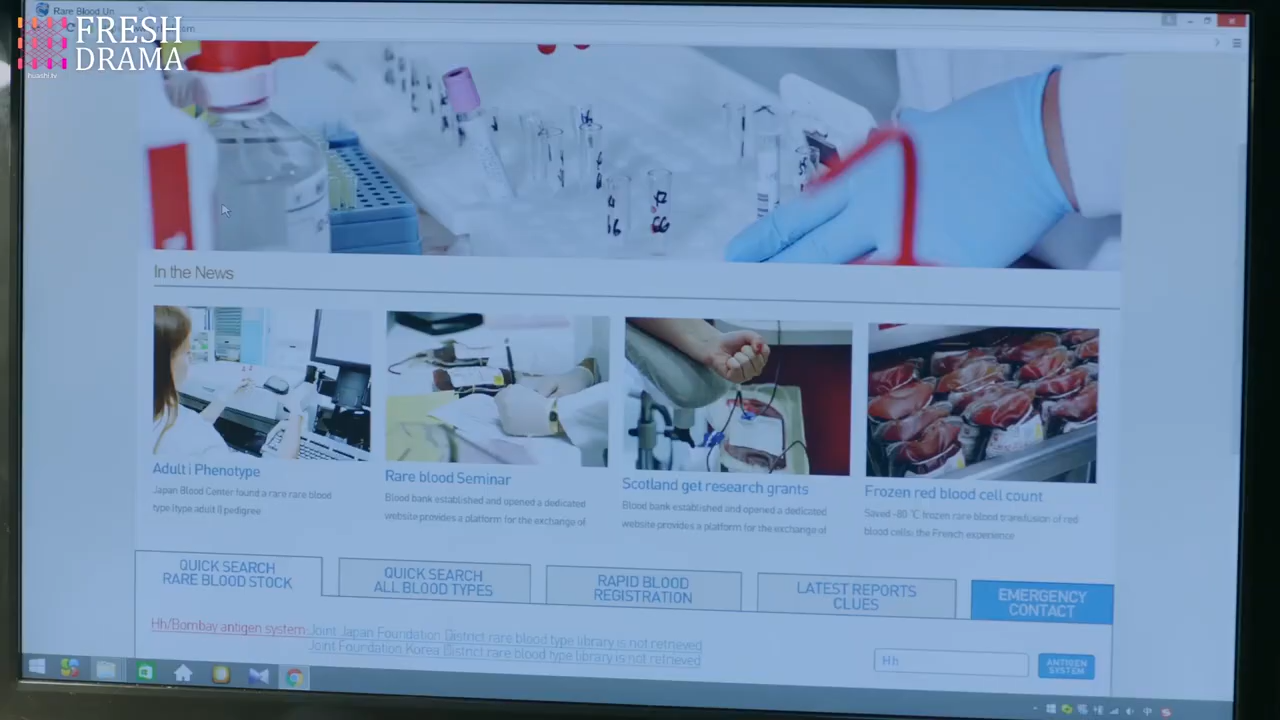 Rare Blood Un
FRESH
DRAMA
huaishi.tv
In the News
Adult i Phenotype
Japan Blood Center found a rare rare blood
type itype adult i) pedigree
Rare blood Seminar
Blood bank established and opened a dedicated
website provides a platform for the exchange of
Scotland get research grants
Blood bank established and opened a dedicated
website provides a platform for the exchange of
Frozen red blood cell count
Saved -80 ℃ frozen rare blood transfusion of red
blood cells: the French experience
QUICK SEARCH
RARE BLOOD STOCK
QUICK SEARCH
ALL BLOOD TYPES
RAPID BLOOD
REGISTRATION
LATEST REPORTS
CLUES
EMERGENCY
CONTACT
Hh/Bombay antigen system: Joint Japan Foundation District rare blood type library is not retrieved
Joint Foundation Korea District rare blood type library is not retrieved
Hh
ANTIGEN
SYSTEM